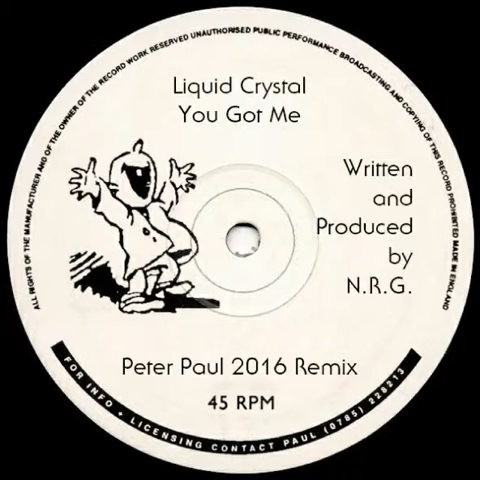 ALL RIGHTS OF THE MANUFACTURER AND OF THE OWNER OF THE RECORD WORK RESERVED UNAUTHORISED PUBLIC PERFORMANCE BROADCASTING AND COPYING OF THIS RECORD PROHIBITED MADE IN ENGLAND
Liquid Crystal
You Got Me
Written
and
Produced
by
N.R.G.
Peter Paul 2016 Remix
45 RPM
FOR INFO + LICENSING CONTACT PAUL (0785) 228213